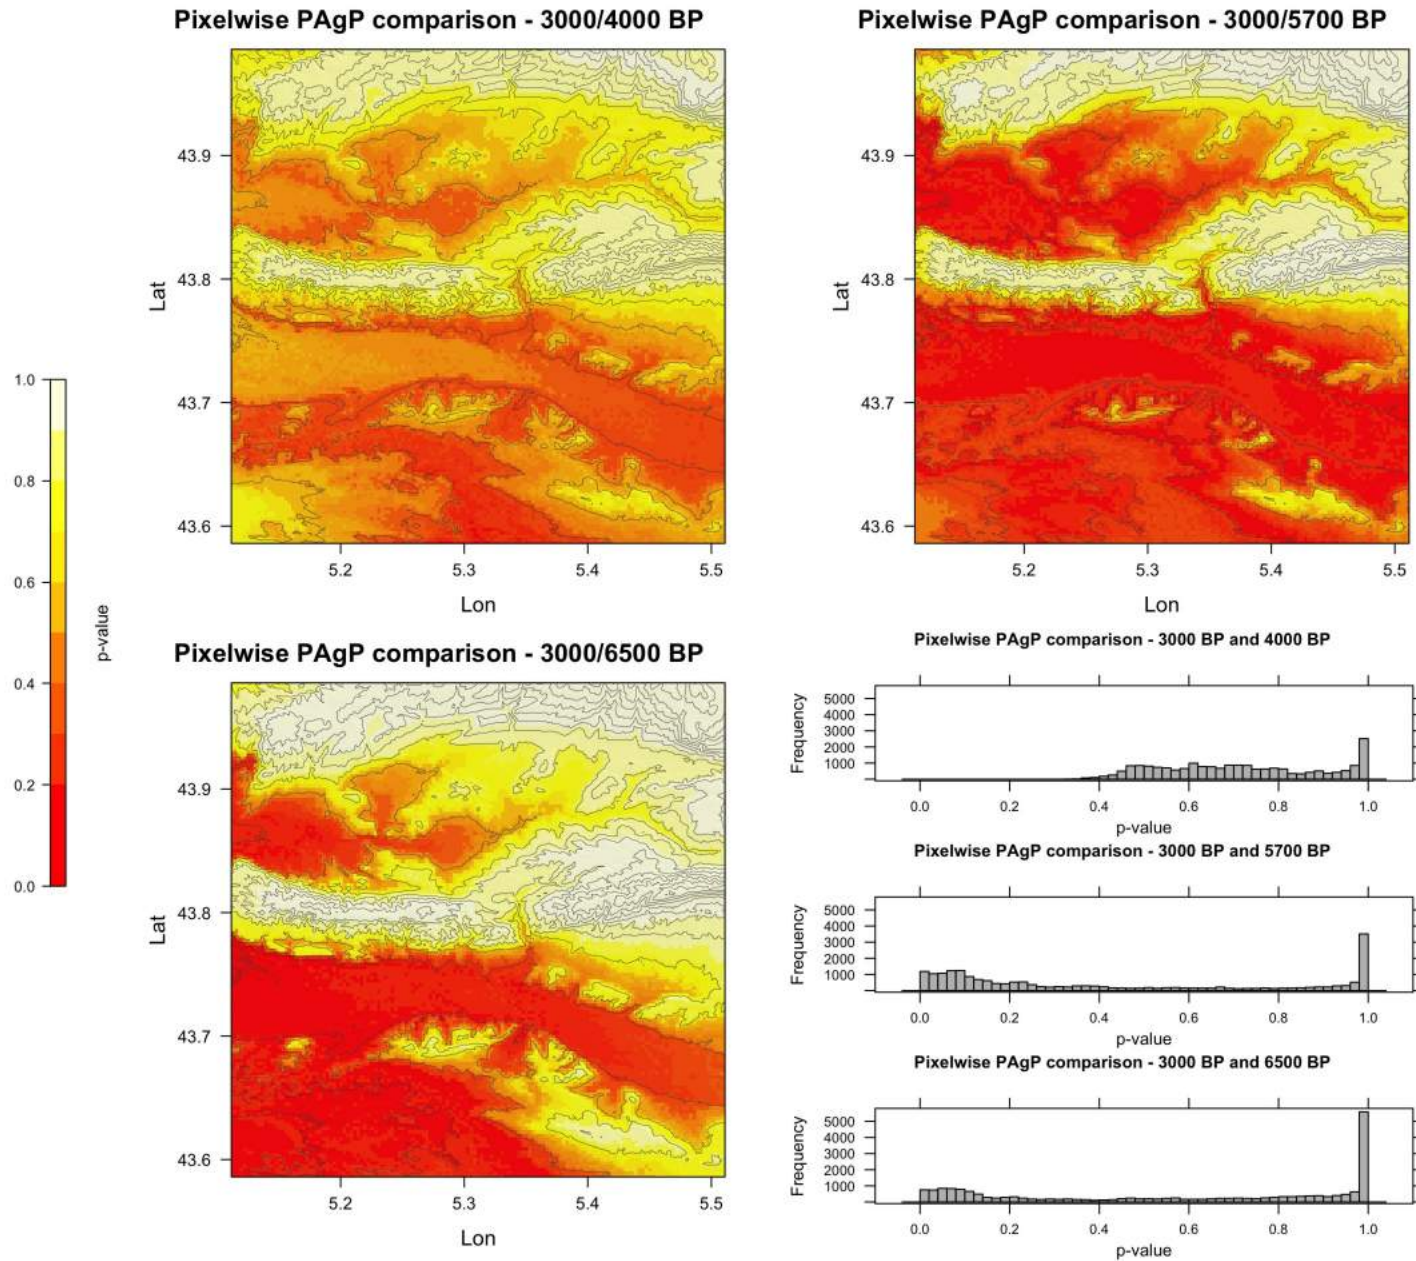 Pixelwise PAgP comparison - 3000/4000 BP
43.9
43.8
43.7
43.6
Lat
5.2 5.3 5.4 5.5
Lon
Pixelwise PAgP comparison - 3000/5700 BP
43.9
43.8
43.7
43.6
Lat
5.2 5.3 5.4 5.5
Lon
1.0
0.8
0.6
0.4
0.2
0.0
p-value
Pixelwise PAgP comparison - 3000/6500 BP
43.9
43.8
43.7
43.6
Lat
5.2 5.3 5.4 5.5
Lon
Pixelwise PAgP comparison - 3000 BP and 4000 BP
5000
4000
3000
2000
1000
Frequency
0.0 0.2 0.4 0.6 0.8 1.0
p-value
Pixelwise PAgP comparison - 3000 BP and 5700 BP
5000
4000
3000
2000
1000
Frequency
0.0 0.2 0.4 0.6 0.8 1.0
p-value
Pixelwise PAgP comparison - 3000 BP and 6500 BP
5000
4000
3000
2000
1000
Frequency
0.0 0.2 0.4 0.6 0.8 1.0
p-value